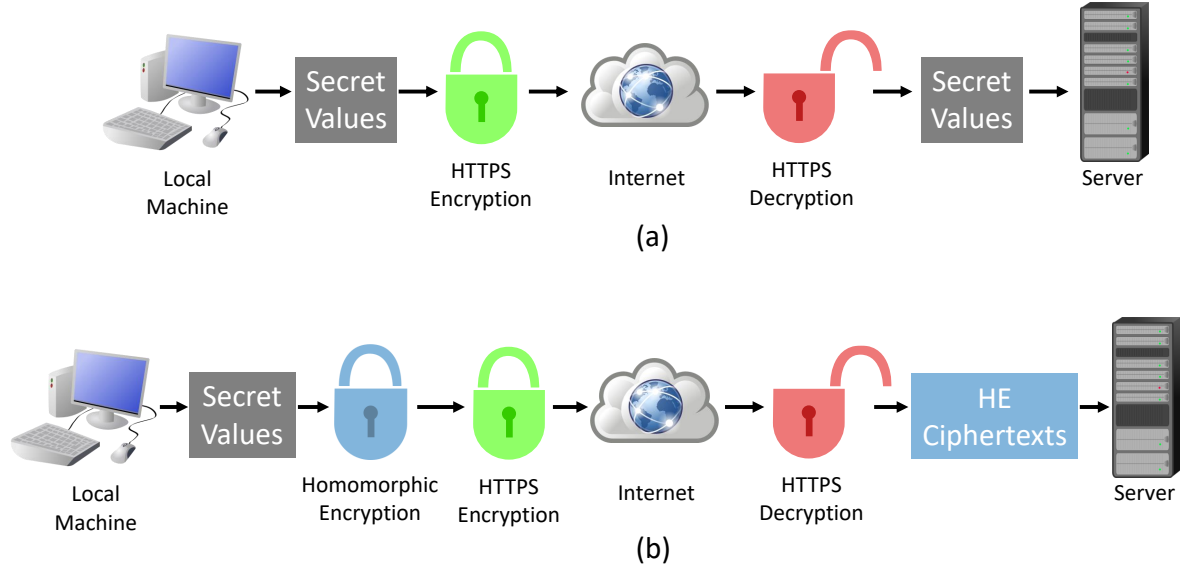 Secret
Values
Secret
Values
Local
Machine
HTTPS
Encryption
Internet
HTTPS
Decryption
Server
(a)
Secret
Values
HE
Ciphertexts
Local
Machine
Homomorphic
Encryption
HTTPS
Encryption
Internet
HTTPS
Decryption
Server
(b)